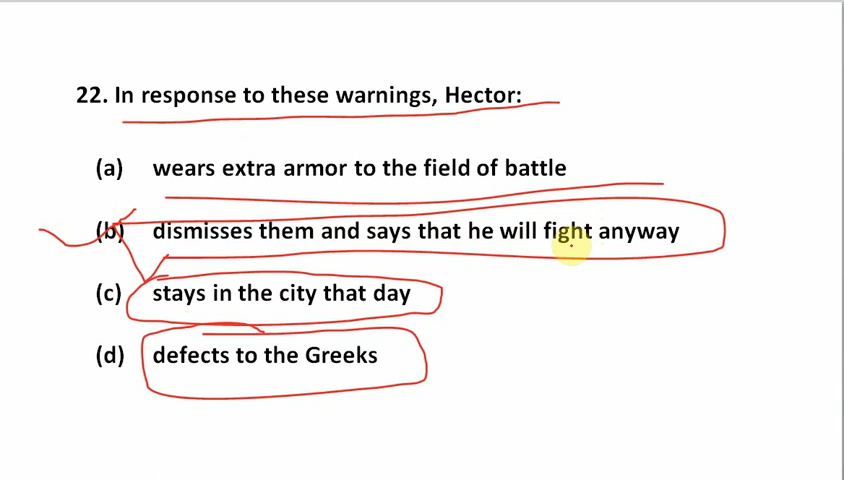 22. In response to these warnings, Hector:
(a) wears extra armor to the field of battle
(b) dismisses them and says that he will fight anyway
(c) stays in the city that day
(d) defects to the Greeks